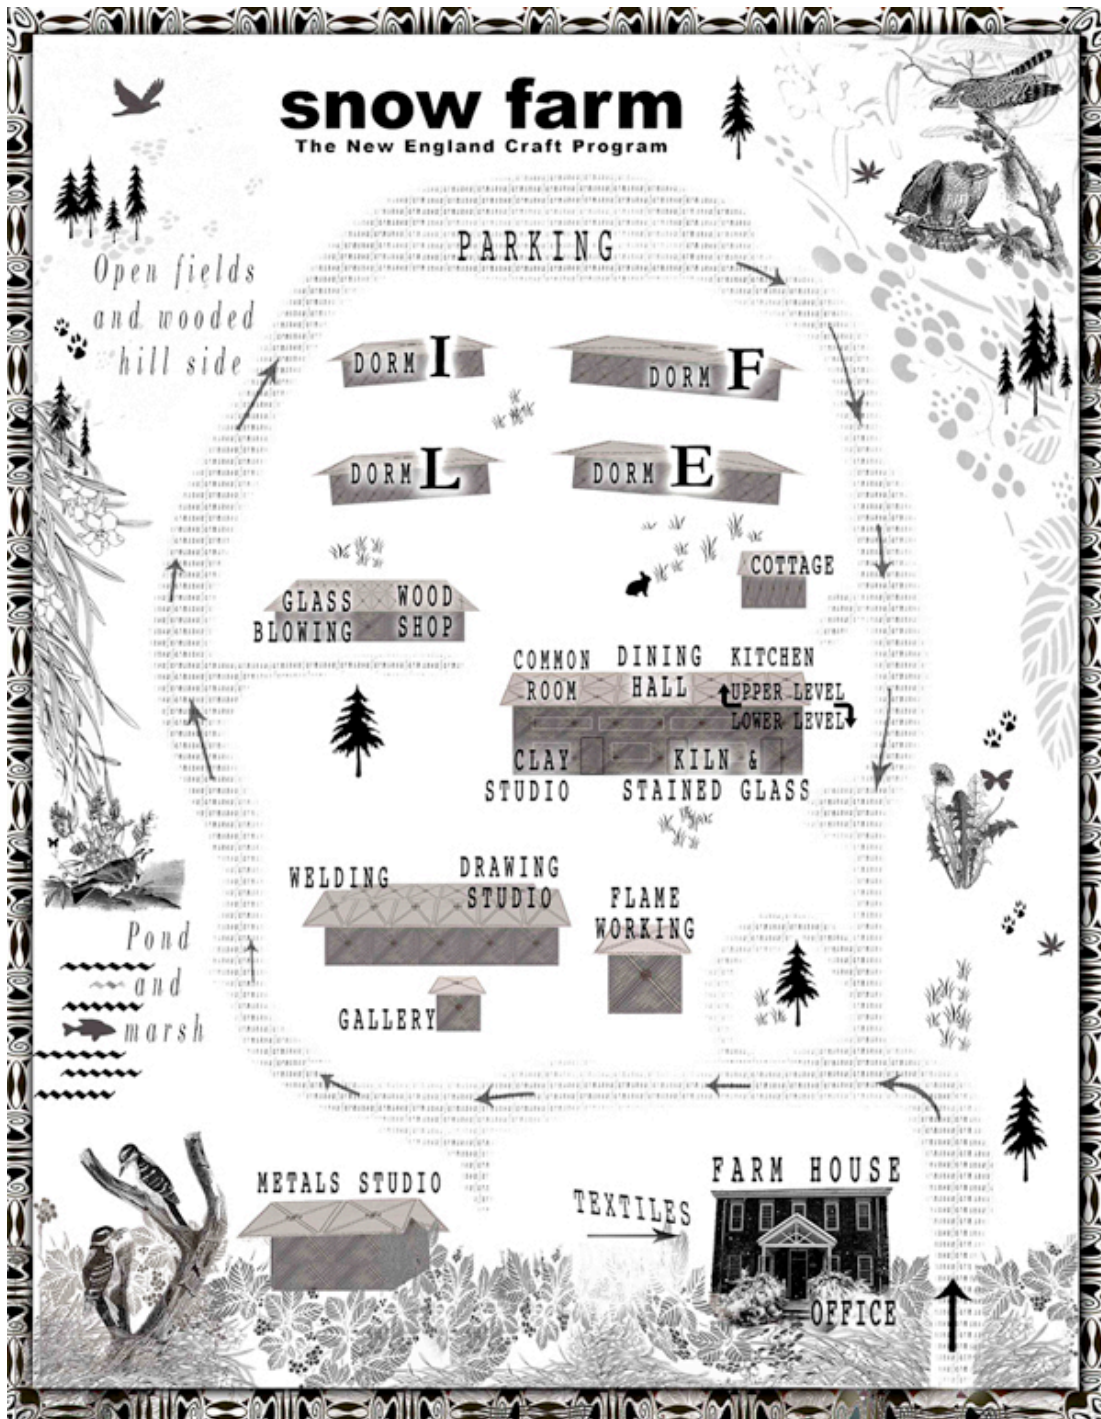 snow farm
The New England Craft Program
PARKING
Open fields
and wooded
hill side
DORM I
DORM F
DORM L
DORM E
COTTAGE
GLASS
BLOWING
WOOD
SHOP
COMMON
ROOM
DINING
HALL
KITCHEN
UPPER LEVEL
LOWER LEVEL
CLAY
STUDIO
KILN &
STAINED GLASS
WELDING
DRAWING
STUDIO
FLAME
WORKING
Pond
and
marsh
GALLERY
METALS STUDIO
TEXTILES
FARM HOUSE
OFFICE